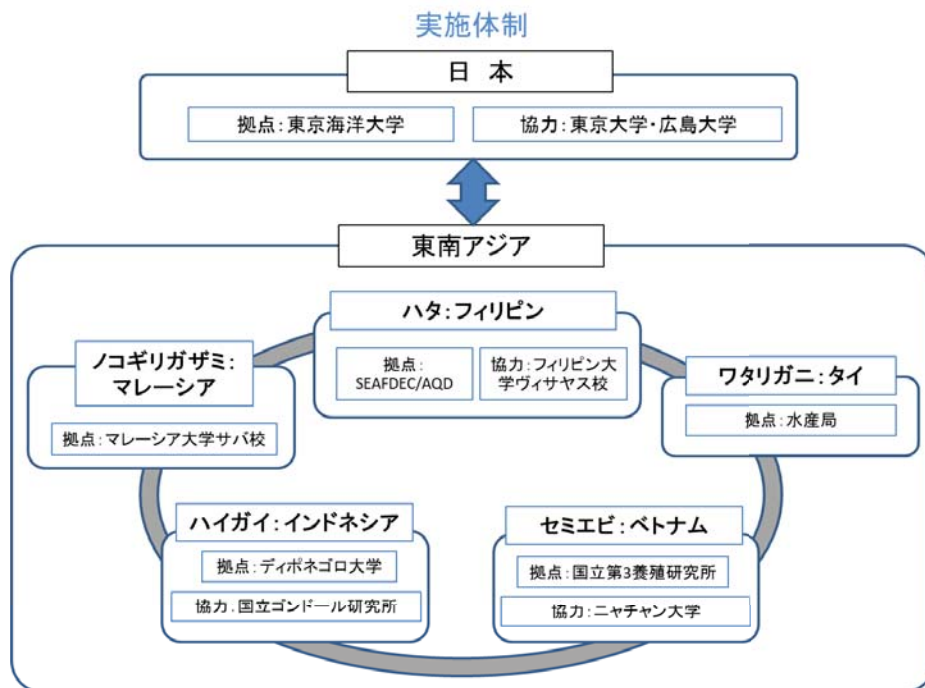 実施体制
日 本
拠点:東京海洋大学
協力:東京大学・広島大学
東南アジア
ハタ:フィリピン
拠点:
SEAFDEC/AQD
協力:フィリピン大
学ヴィサヤス校
ノコギリガザミ:
マレーシア
拠点:マレーシア大学サバ校
ワタリガニ:タイ
拠点:水産局
ハイガイ:インドネシア
拠点:ディポネゴロ大学
協力:国立ゴンドール研究所
セミエビ:ベトナム
拠点:国立第3養殖研究所
協力:ニャチャン大学